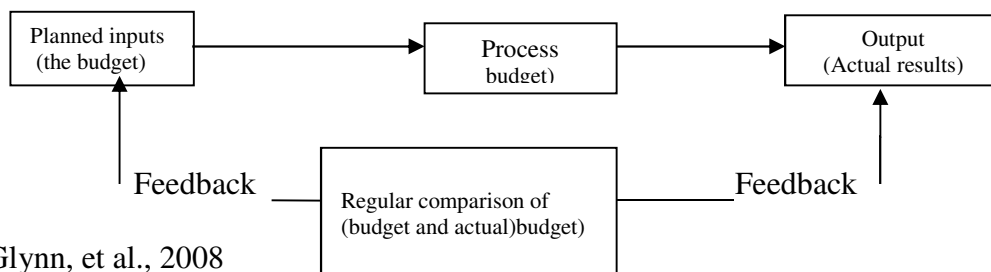 Planned inputs
(the budget)
Process
budget)
Output
(Actual results)
Feedback
Feedback
Regular comparison of
(budget and actual)budget)
Glynn, et al., 2008